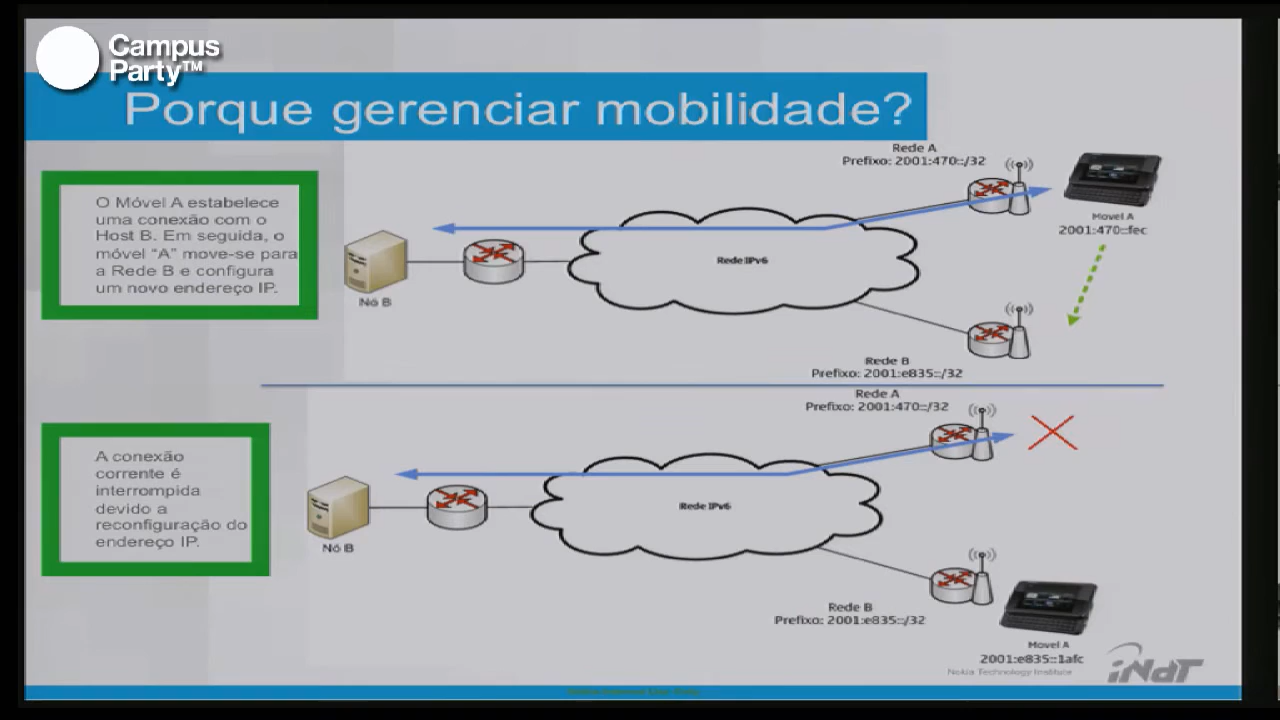 Campus
Party™
Porque gerenciar mobilidade?
O Móvel A estabelece
uma conexão com o
Host B. Em seguida, o
móvel "A" move-se para
a Rede B e configura
um novo endereço IP.
Rede A
Prefixo: 2001:470::/32
Movel A
2001:470::fec
Rede IPv6
Nó B
Rede B
Prefixo: 2001:e835::/32
A conexão
corrente é
interrompida
devido a
reconfiguração do
endereço IP.
Rede A
Prefixo: 2001:470::/32
Rede IPv6
Nó B
Rede B
Prefixo: 2001:e835::/32
Movel A
2001:e835::1afc
Nokia Technology Institute
iNdT